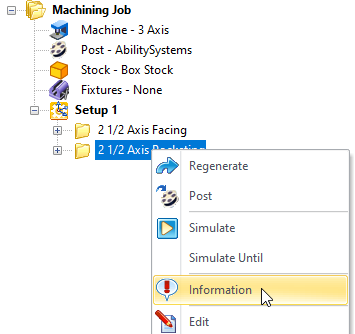 Machining Job
Machine - 3 Axis
Post - AbilitySystems
Stock - Box Stock
Fixtures - None
Setup 1
2 1/2 Axis Facing
2 1/2 Axis Pocketing
Regenerate
Post
Simulate
Simulate Until
Information
Edit